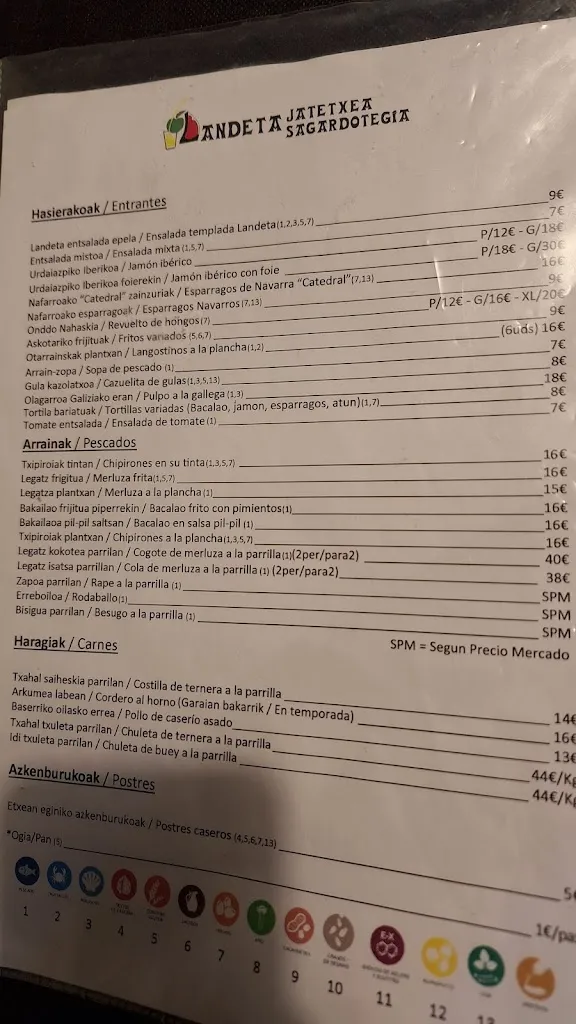 LANDETA JATETXEA SAGARDOTEGIA
Hasierakoak / Entrantes
Landeta entsalada epela / Ensalada templada Landeta(1,2,3,5,7) 9€
Entsalada mistoa / Ensalada mixta (1,5,7) 7€
Urdaiazpiko Iberikoa / Jamón ibérico P/12€ - G/18€
Urdaiazpiko Iberikoa foierekin / Jamón ibérico con foie P/18€ - G/30€
Nafarroako "Catedral" zainzuriak / Esparragos de Navarra "Catedral"(7,13) 16€
Nafarroako esparragoak / Esparragos Navarros(7,13) 9€
Onddo Nahaskia / Revuelto de hongos(7) P/12€ - G/16€ - XL/20€
Askotariko frijituak / Fritos variados (5,6,7) 9€
Otarrainskak plantxan / Langostinos a la plancha(1,2) (6uds) 16€
Arrain-zopa / Sopa de pescado (1) 7€
Gula kazolatxoa / Cazuelita de gulas(1,3,5,13) 8€
Olagarroa Galiziako eran / Pulpo a la gallega (1,3) 18€
Tortila bariatuak / Tortillas variadas (Bacalao, jamon, esparragos, atun)(1,7) 8€
Tomate entsalada / Ensalada de tomate (1) 7€
Arrainak / Pescados
Txipiroiak tintan / Chipirones en su tinta(1,3,5,7) 16€
Legatz frigitua / Merluza frita(1,5,7) 16€
Legatza plantxan / Merluza a la plancha(1) 15€
Bakailao frijitua piperrekin / Bacalao frito con pimientos(1) 16€
Bakailaoa pil-pil saltsan / Bacalao en salsa pil-pil (1) 16€
Txipiroiak plantxan / Chipirones a la plancha(1,3,5,7) 16€
Legatz kokotea parrilan / Cogote de merluza a la parrilla(1)(2per/para2) 40€
Legatz isatsa parrilan / Cola de merluza a la parrilla (1) (2per/para2) 38€
Zapoa parrilan / Rape a la parrilla (1) SPM
Erreboiloa / Rodaballo(1) SPM
Bisigua parrilan / Besugo a la parrilla (1) SPM
SPM = Segun Precio Mercado
Haragiak / Carnes
Txahal saiheskia parrilan / Costilla de ternera a la parrilla 14€
Arkumea labean / Cordero al horno (Garaian bakarrik / En temporada) 16€
Baserriko oilasko errea / Pollo de caserío asado 13€
Txahal txuleta parrilan / Chuleta de ternera a la parrilla 44€/Kg
Idi txuleta parrilan / Chuleta de buey a la parrilla 44€/Kg
Azkenburukoak / Postres
Etxean eginiko azkenburukoak / Postres caseros (4,5,6,7,13) 5€
*Ogia/Pan (5) 1€/pa
E-X
1 2 3 4 5 6 7 8 9 10 11 12 13